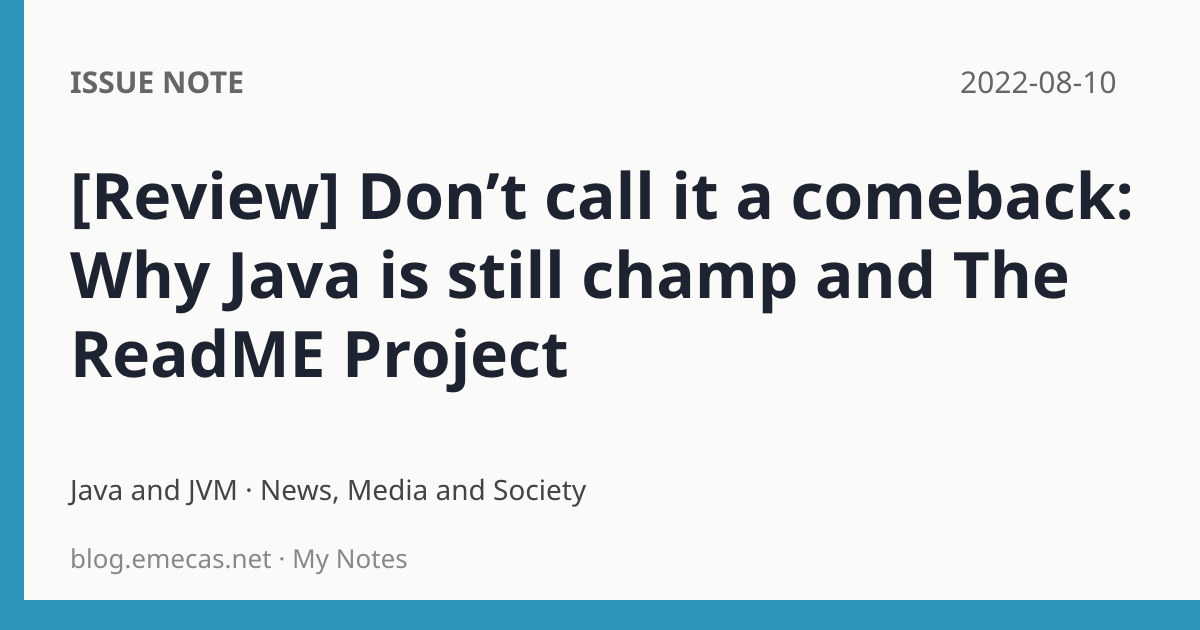 ISSUE NOTE
2022-08-10
[Review] Don’t call it a comeback:
Why Java is still champ and The
ReadME Project
Java and JVM · News, Media and Society
blog.emecas.net · My Notes